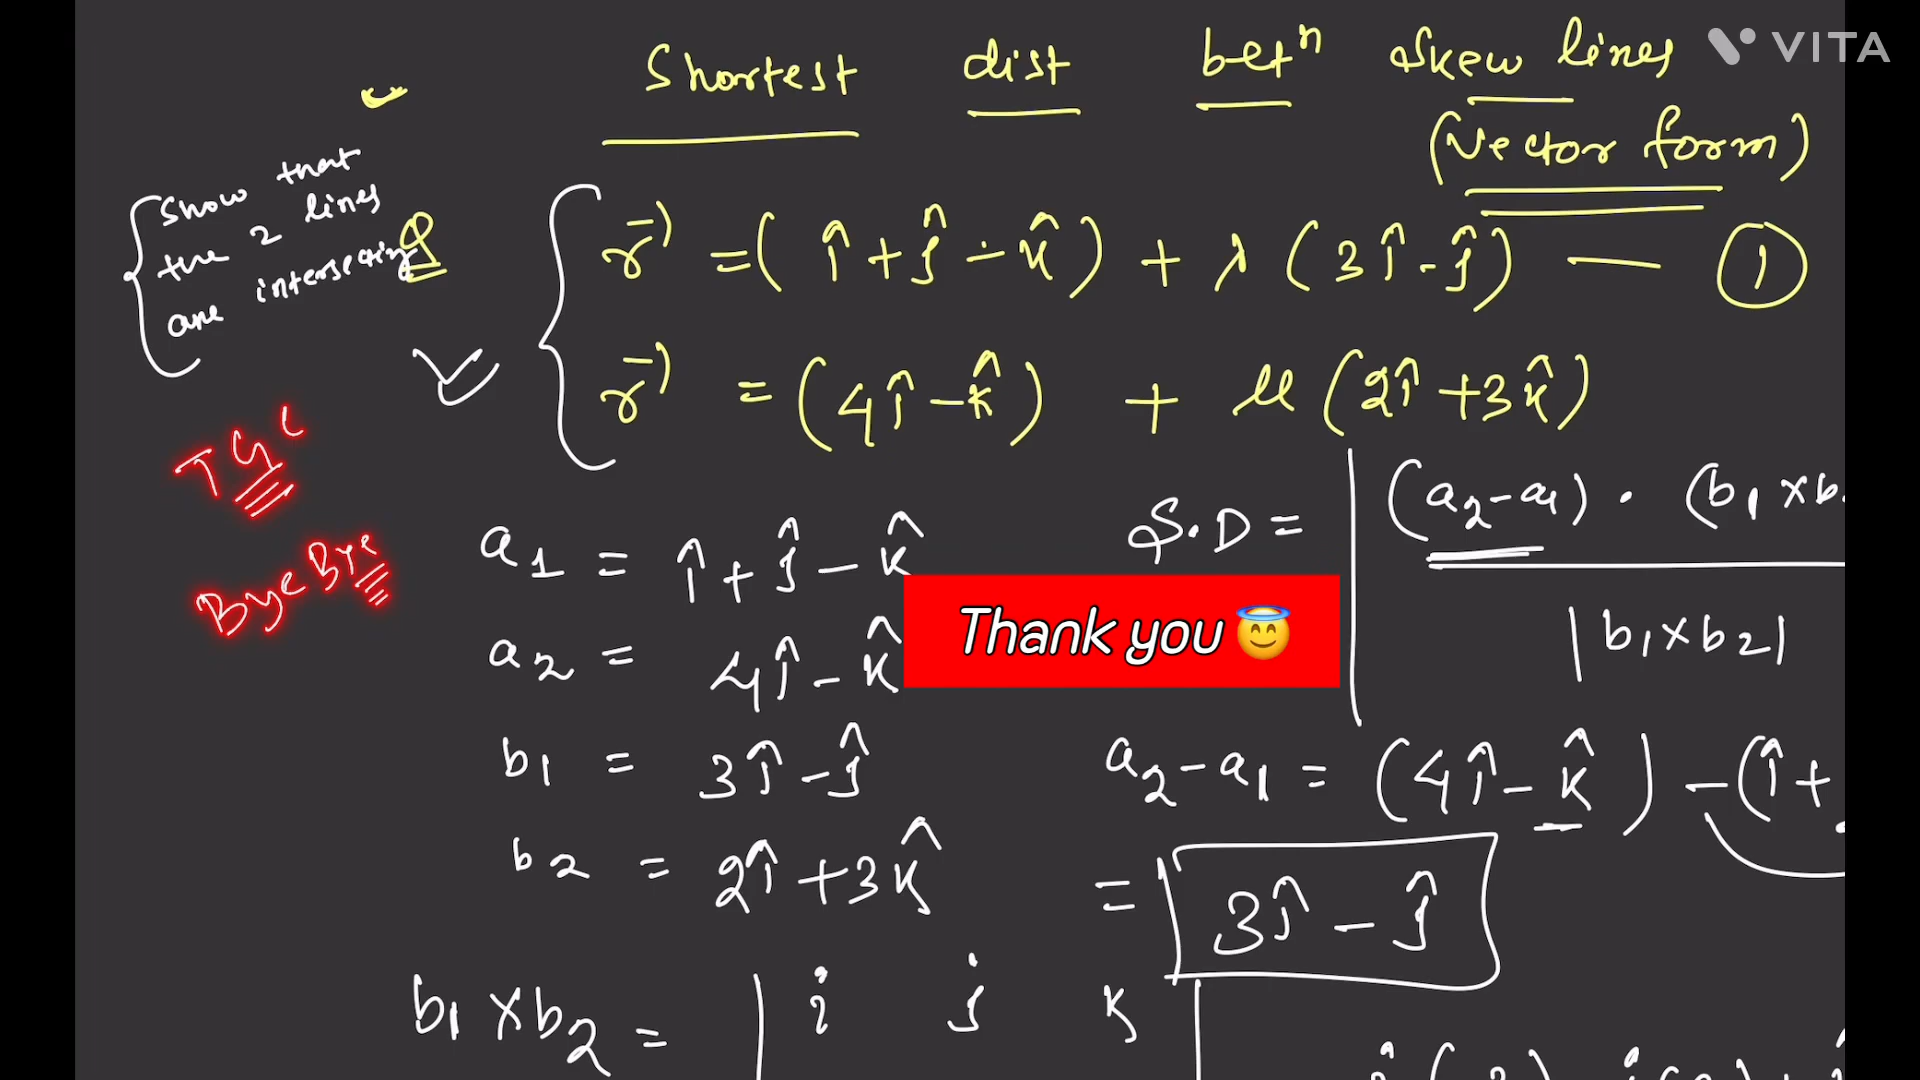 Shortest dist betⁿ skew lines
VITA
(Vector form)
Show that
the 2 lines
are intersecting
Q
r⃗ = ( î + ĵ - k̂ ) + λ ( 3î - ĵ ) — ①
r⃗ = ( 4î - k̂ ) + μ ( 2î + 3k̂ )
TGC
Bye Bye
S.D = | (a2 - a1) . (b1 x b
|b1 x b2|
a1 = î + ĵ - k̂
a2 = 4î - k̂
Thank you 😇
b1 = 3î - ĵ
b2 = 2î + 3k̂
a2 - a1 = (4î - k̂) - (î +
= 3î - ĵ
b1 x b2 = | i j k |